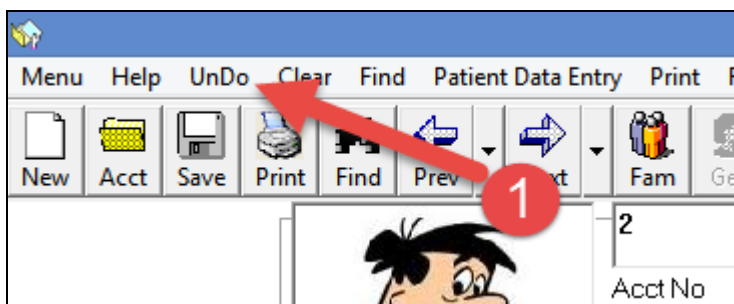 Menu Help UnDo Clear Find Patient Data Entry Print
New Acct Save Print Find Prev Fam
1
2
Acct No